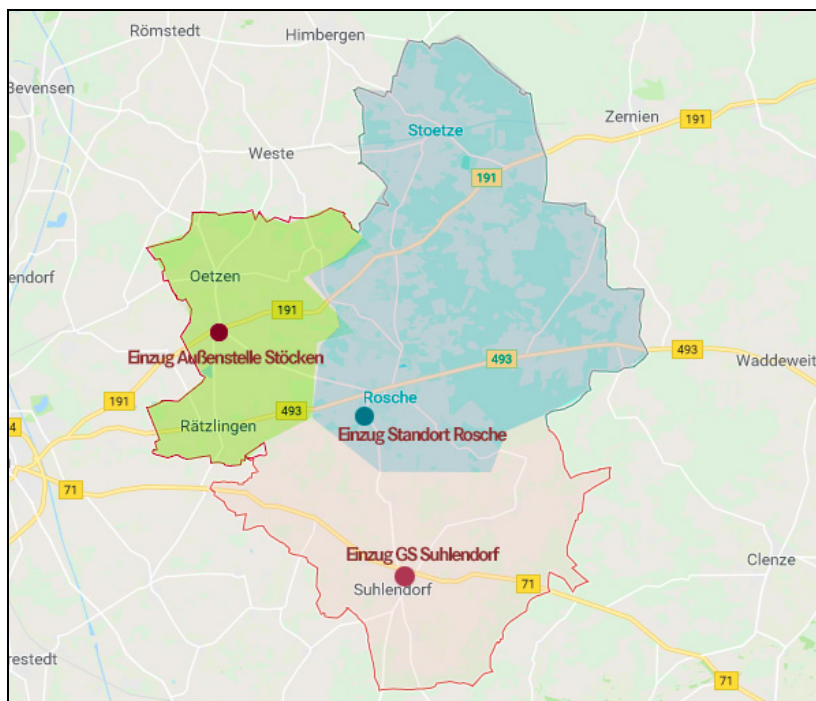 Römstedt
Himbergen
Bevensen
Zernien
191
Stoetze
Weste
191
Oetzen
endorf
191
Einzug Außenstelle Stöcken
493
493
Waddeweit
191
Rosche
493
Rätzlingen
4
Einzug Standort Rosche
71
Einzug GS Suhlendorf
Clenze
71
Suhlendorf
restedt
71